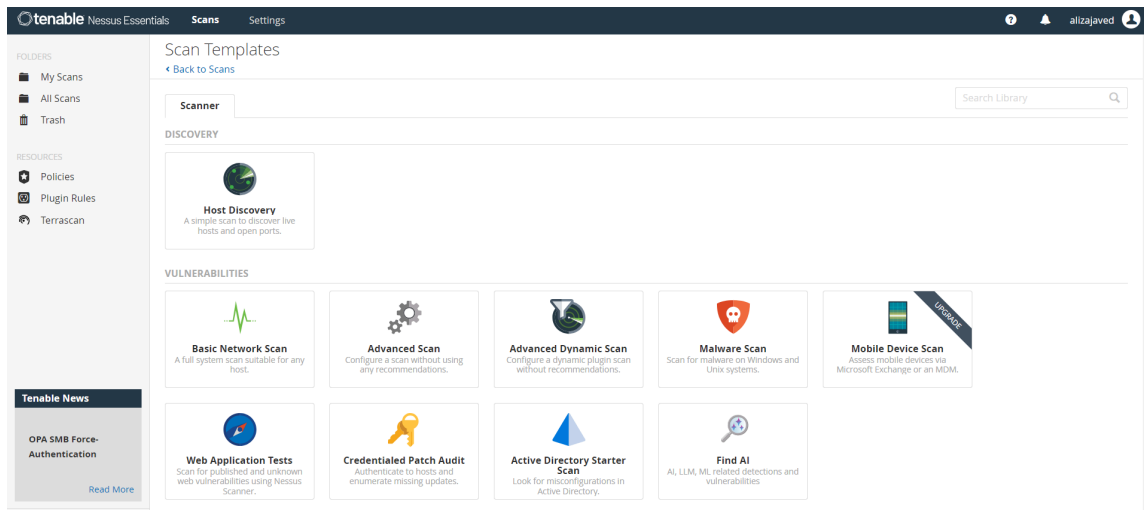 tenable Nessus Essentials Scans Settings alizajaved
FOLDERS
My Scans
All Scans
Trash
RESOURCES
Policies
Plugin Rules
Terrascan
Tenable News
OPA SMB Force-
Authentication
Read More
Scan Templates
Back to Scans
Scanner
Search Library
DISCOVERY
Host Discovery
A simple scan to discover live
hosts and open ports.
VULNERABILITIES
Basic Network Scan
A full system scan suitable for any
host.
Advanced Scan
Configure a scan without using
any recommendations.
Advanced Dynamic Scan
Configure a dynamic plugin scan
without recommendations.
Malware Scan
Scan for malware on Windows and
Unix systems.
UPGRADE
Mobile Device Scan
Assess mobile devices via
Microsoft Exchange or an MDM.
Web Application Tests
Scan for published and unknown
web vulnerabilities using Nessus
Scanner.
Credentialed Patch Audit
Authenticate to hosts and
enumerate missing updates.
Active Directory Starter
Scan
Look for misconfigurations in
Active Directory.
Find AI
AI, LLM, ML related detections and
vulnerabilities